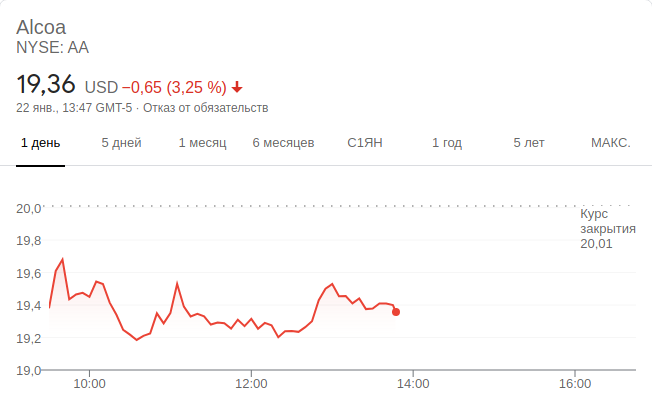 Alcoa
NYSE: AA
19,36 USD −0,65 (3,25 %)
22 янв., 13:47 GMT-5 · Отказ от обязательств
1 день 5 дней 1 месяц 6 месяцев С1ЯН 1 год 5 лет МАКС.
20,0
Курс
закрытия
20,01
19,8
19,6
19,4
19,2
19,0
10:00 12:00 14:00 16:00